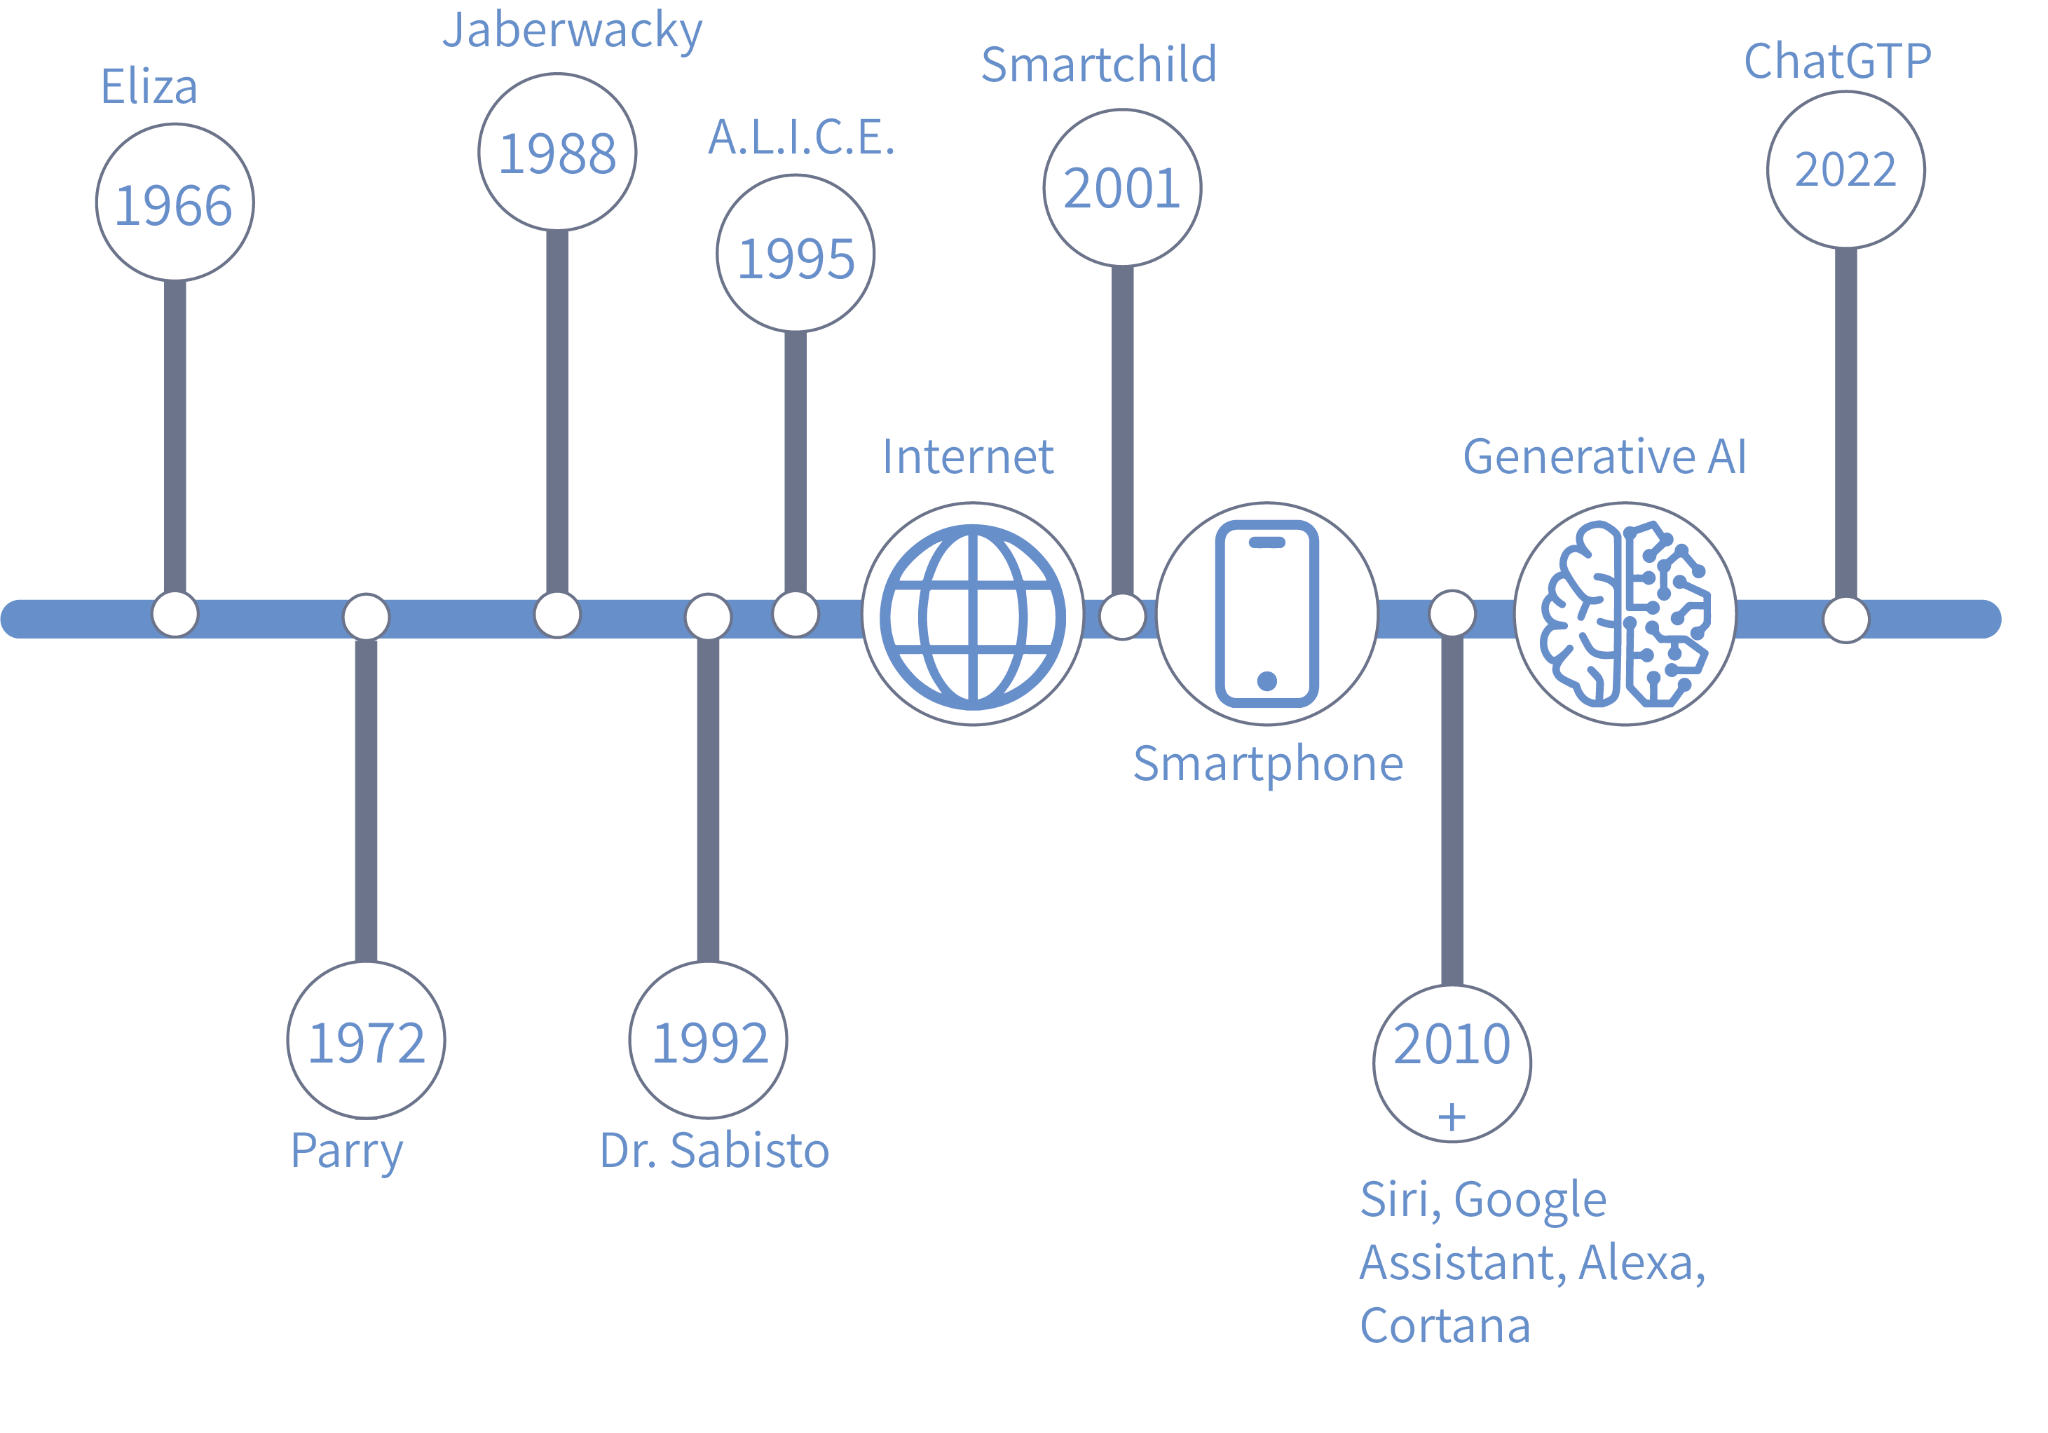 Eliza
1966
Parry
1972
Jaberwacky
1988
Dr. Sabisto
1992
A.L.I.C.E.
1995
Internet
Smartchild
2001
Smartphone
2010
+
Siri, Google
Assistant, Alexa,
Cortana
Generative AI
ChatGTP
2022